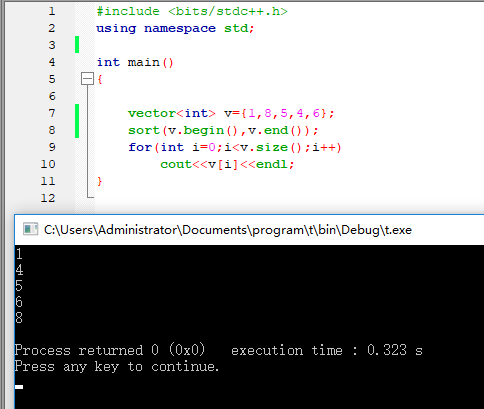 1 #include <bits/stdc++.h>
2 using namespace std;
3
4 int main()
5 {
6
7 vector<int> v={1,8,5,4,6};
8 sort(v.begin(),v.end());
9 for(int i=0;i<v.size();i++)
10 cout<<v[i]<<endl;
11 }
12
C:\Users\Administrator\Documents\program\t\bin\Debug\t.exe
1
4
5
6
8
Process returned 0 (0x0) execution time : 0.323 s
Press any key to continue.